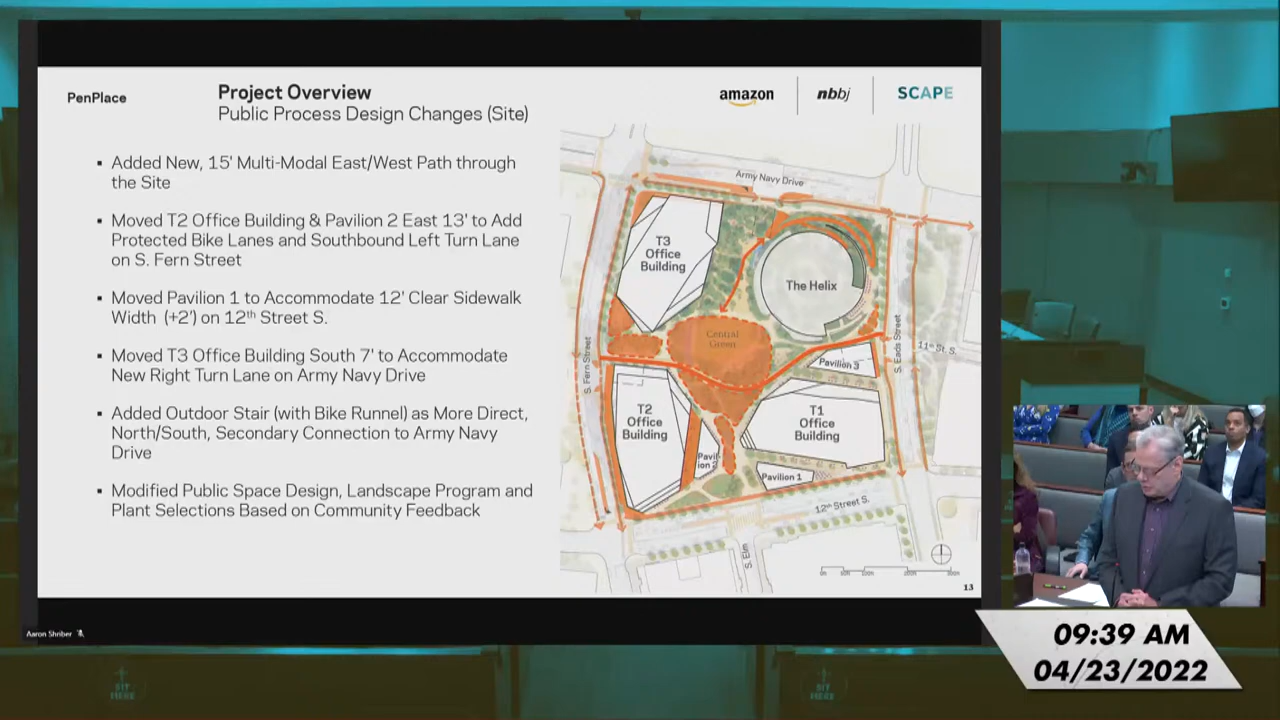 PenPlace
Project Overview
Public Process Design Changes (Site)
amazon
nbbj
SCAPE
▪ Added New, 15' Multi-Modal East/West Path through
the Site
▪ Moved T2 Office Building & Pavilion 2 East 13' to Add
Protected Bike Lanes and Southbound Left Turn Lane
on S. Fern Street
▪ Moved Pavilion 1 to Accommodate 12' Clear Sidewalk
Width (+2') on 12th Street S.
▪ Moved T3 Office Building South 7' to Accommodate
New Right Turn Lane on Army Navy Drive
▪ Added Outdoor Stair (with Bike Runnel) as More Direct,
North/South, Secondary Connection to Army Navy
Drive
▪ Modified Public Space Design, Landscape Program and
Plant Selections Based on Community Feedback
Army Navy Drive
T3
Office
Building
The Helix
Central
Green
S. Fern Street
S. Eads Street
11th St. S.
Pavilion 3
T2
Office
Building
T1
Office
Building
Pavil-
ion 2
Pavilion 1
12th Street S.
S. Elm
13
Aaron Shriber
09:39 AM
04/23/2022
SIT
HERE
SIT
HERE